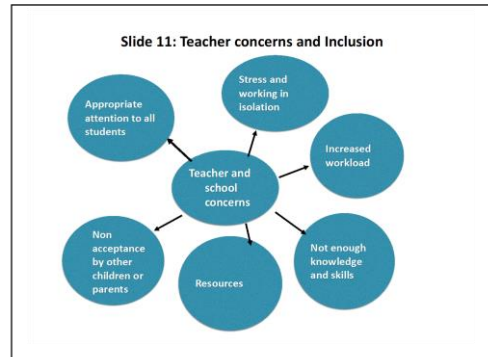 Slide 11: Teacher concerns and Inclusion
Stress and
working in
isolation
Appropriate
attention to all
students
Increased
workload
Teacher and
school
concerns
Non
acceptance
by other
children or
parents
Resources
Not enough
knowledge
and skills